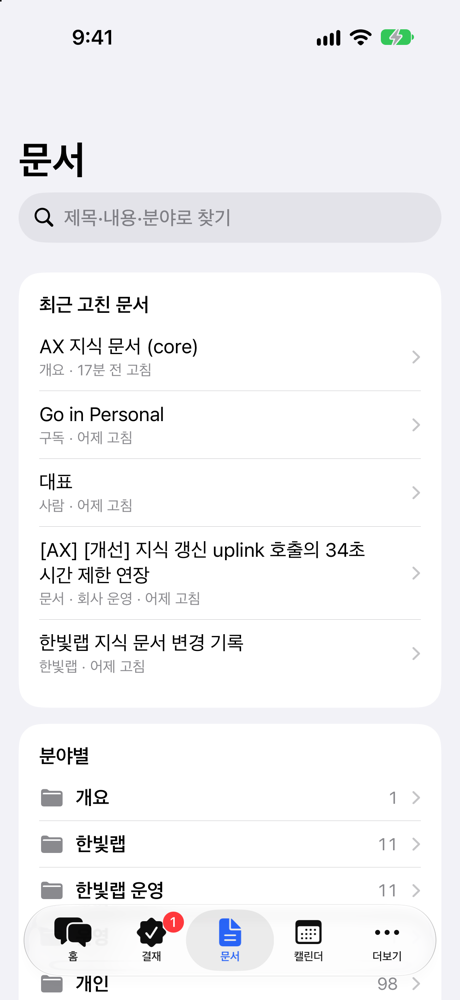 9:41
문서
제목·내용·분야로 찾기
최근 고친 문서
AX 지식 문서 (core)
개요 · 17분 전 고침
Go in Personal
구독 · 어제 고침
대표
사람 · 어제 고침
[AX] [개선] 지식 갱신 uplink 호출의 34초
시간 제한 연장
문서 · 회사 운영 · 어제 고침
한빛랩 지식 문서 변경 기록
한빛랩 · 어제 고침
분야별
개요 1
한빛랩 11
한빛랩 운영 11
1
홈 결재 문서 캘린더 더보기
개인 98